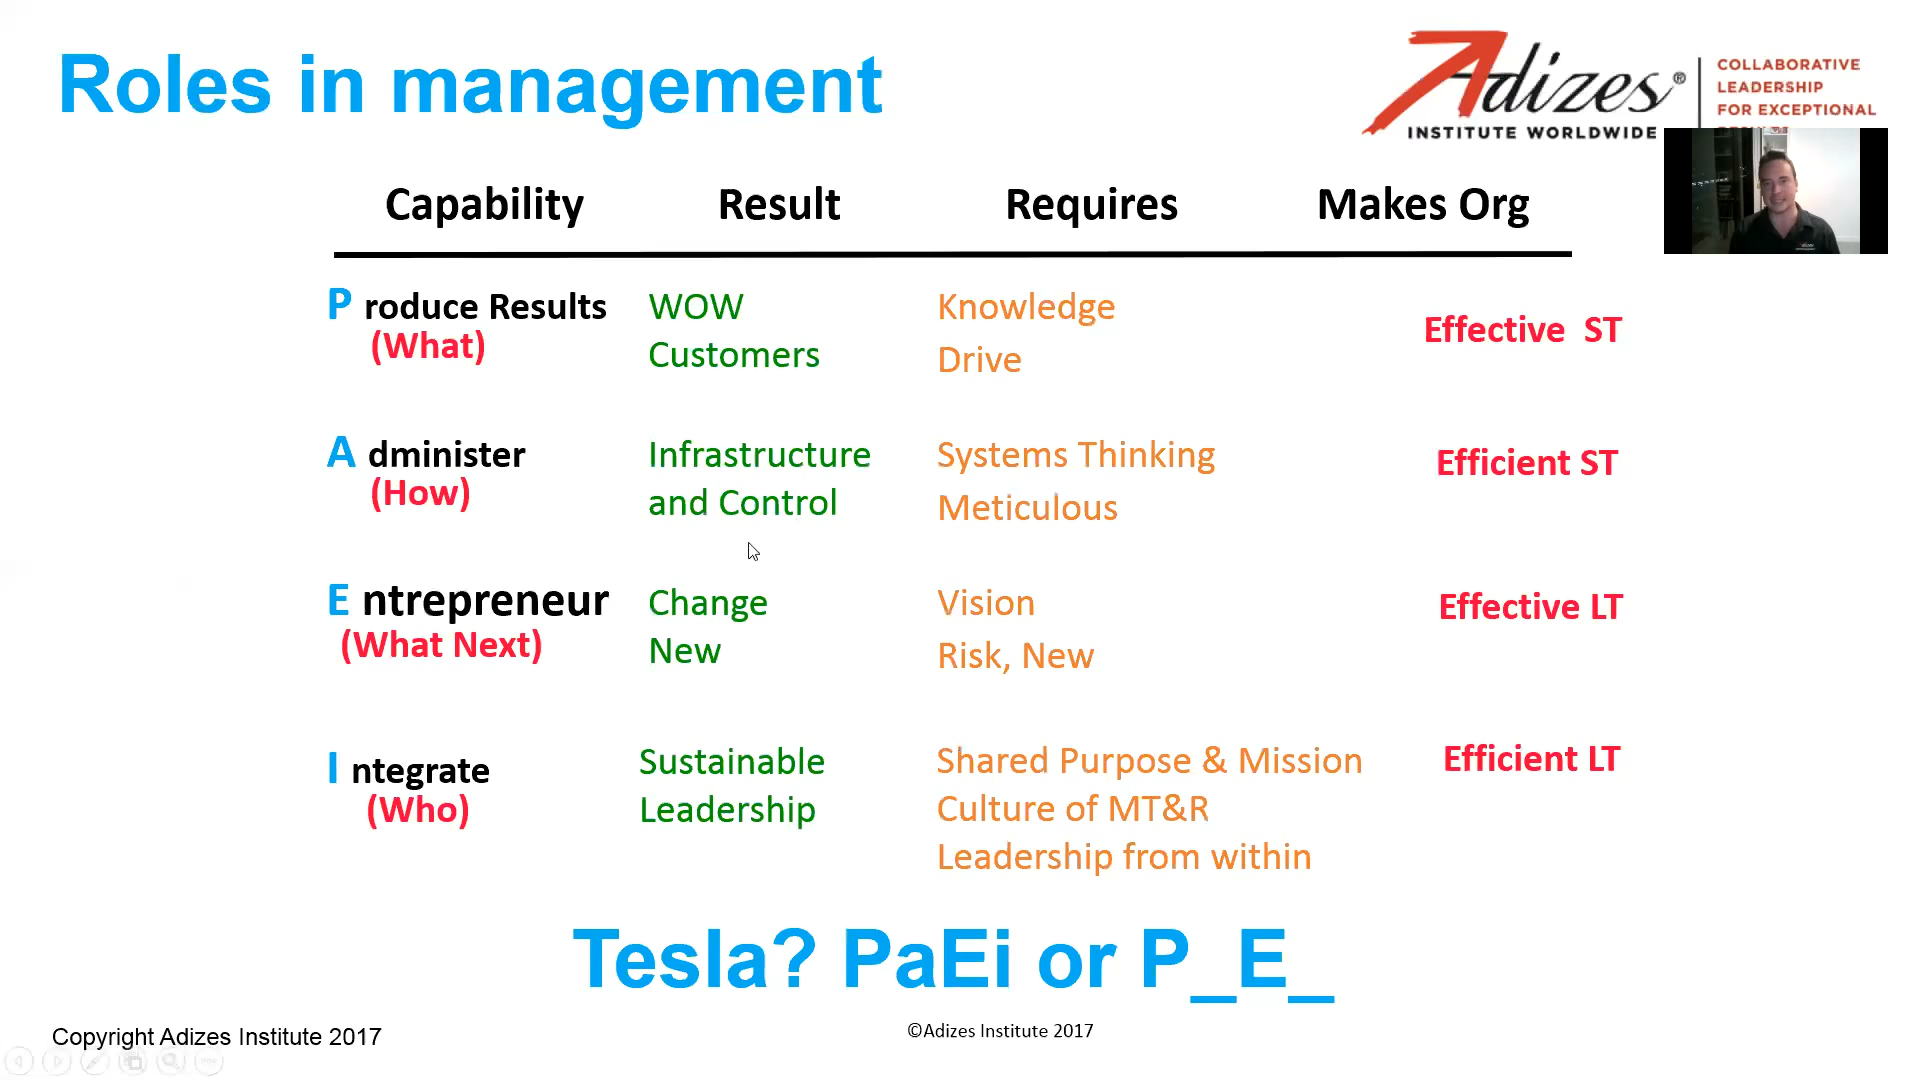 Roles in management
Adizes®
INSTITUTE WORLDWIDE
COLLABORATIVE
LEADERSHIP
FOR EXCEPTIONAL
Capability Result Requires Makes Org
P roduce Results
(What)
WOW
Customers
Knowledge
Drive
Effective ST
A dminister
(How)
Infrastructure
and Control
Systems Thinking
Meticulous
Efficient ST
E ntrepreneur
(What Next)
Change
New
Vision
Risk, New
Effective LT
I ntegrate
(Who)
Sustainable
Leadership
Shared Purpose & Mission
Culture of MT&R
Leadership from within
Efficient LT
Tesla? PaEi or P_E_
Copyright Adizes Institute 2017
©Adizes Institute 2017